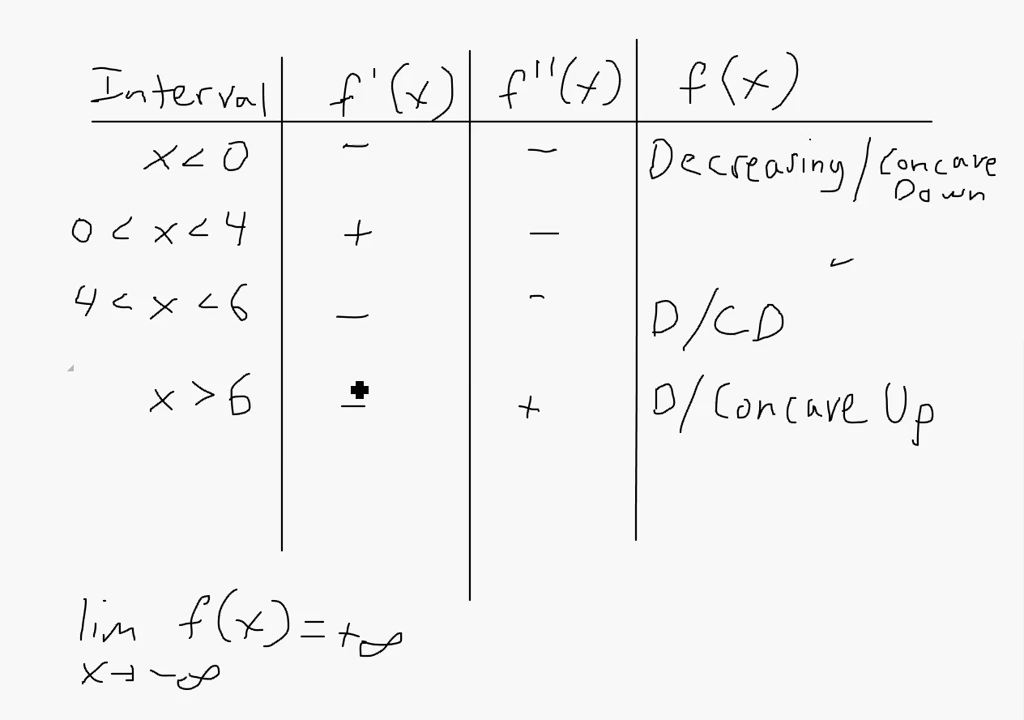 Interval f'(x) f''(x) f(x)
x < 0 - - Decreasing/Concave Down
0 < x < 4 + -
4 < x < 6 - - D/CD
x > 6 - + D/Concave Up
lim f(x) = +∞
x → -∞